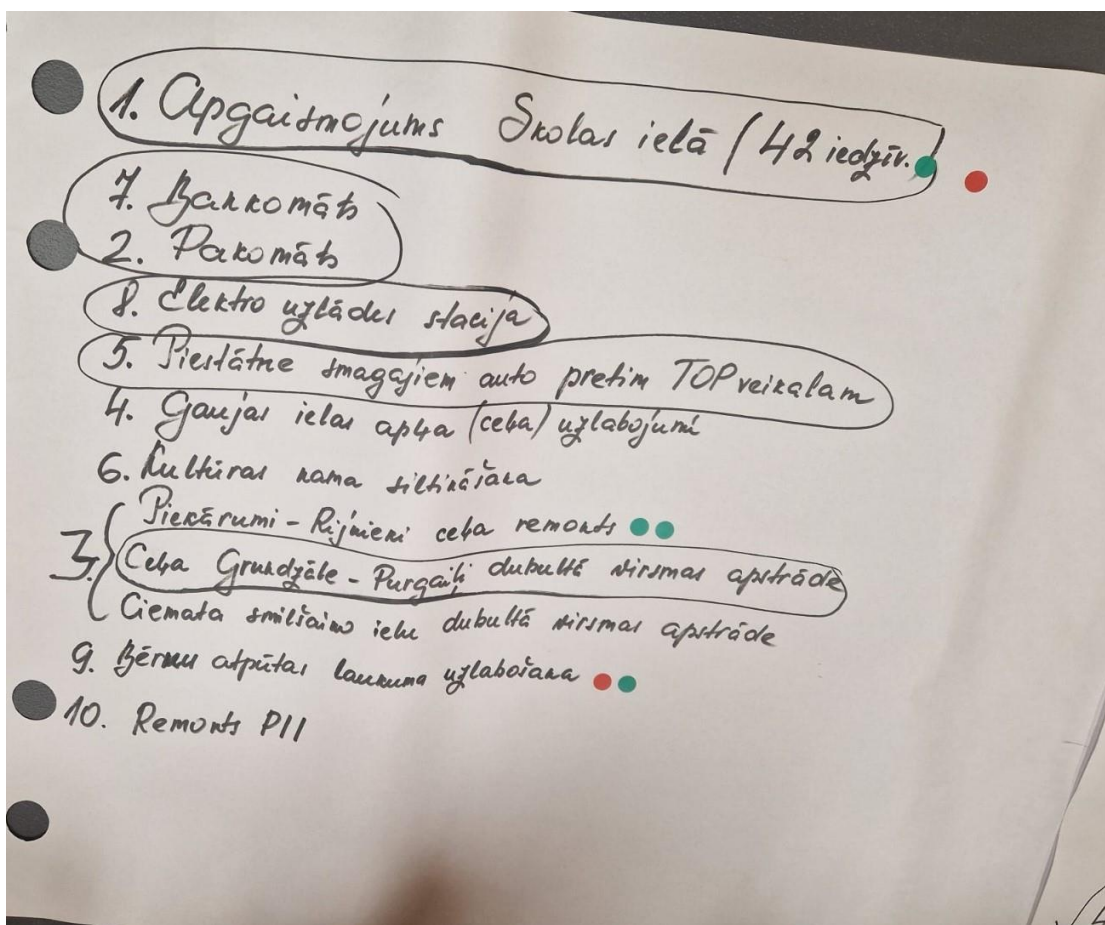 1. Apgaismojums Skolas ielā (42 iedzīv.)
7. Bankomāts
2. Pakomāts
8. Elektro uzlādes stacija
5. Piestātne smagajiem auto pretim TOP veikalam
4. Gaujas ielas apļa (ceļa) uzlabojumi
6. Kultūras nama siltināšana
Piekārumi - Rijnieki ceļa remonts
3. Ceļa Grundzāle - Purgaiļi dubultā virsmas apstrāde
Ciemata smilšaino ielu dubultā virsmas apstrāde
9. Bērnu atpūtas laukuma uzlabošana
10. Remonts PII